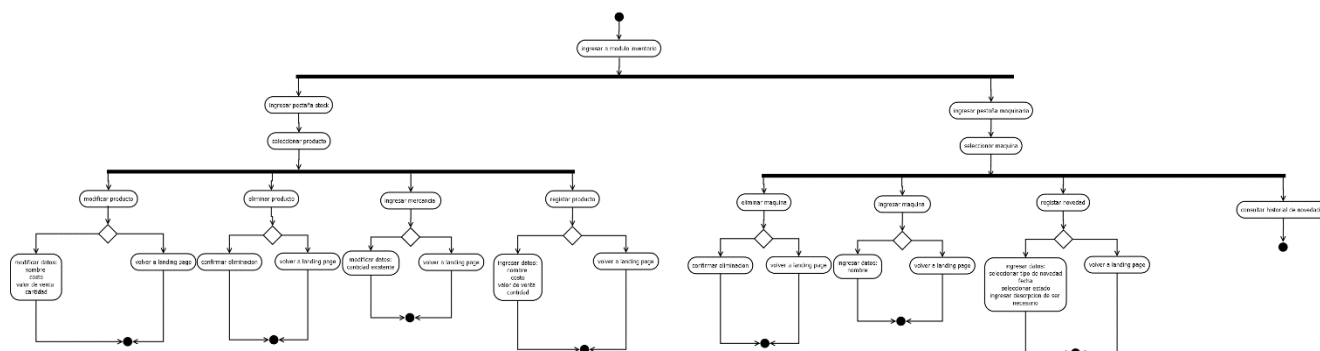 ingresar a modulo inventario
ingresar pestaña stock
ingresar pestaña maquinaria
seleccionar producto
seleccionar maquina
modificar producto
eliminar producto
ingresar mercancia
registar producto
eliminar maquina
ingresar maquina
registar novedad
consultar historial de novedades
modificar datos:
nombre
costo
valor de venta
cantidad
volver a landing page
confirmar eliminacion
volver a landing page
modificar datos:
cantidad existente
volver a landing page
ingresar datos:
nombre
costo
valor de venta
cantidad
volver a landing page
confirmar eliminacion
volver a landing page
ingresar datos:
nombre
volver a landing page
ingresar datos:
seleccionar tipo de novedad
fecha
seleccionar estado
ingresar descripcion de ser
necesario
volver a landing page